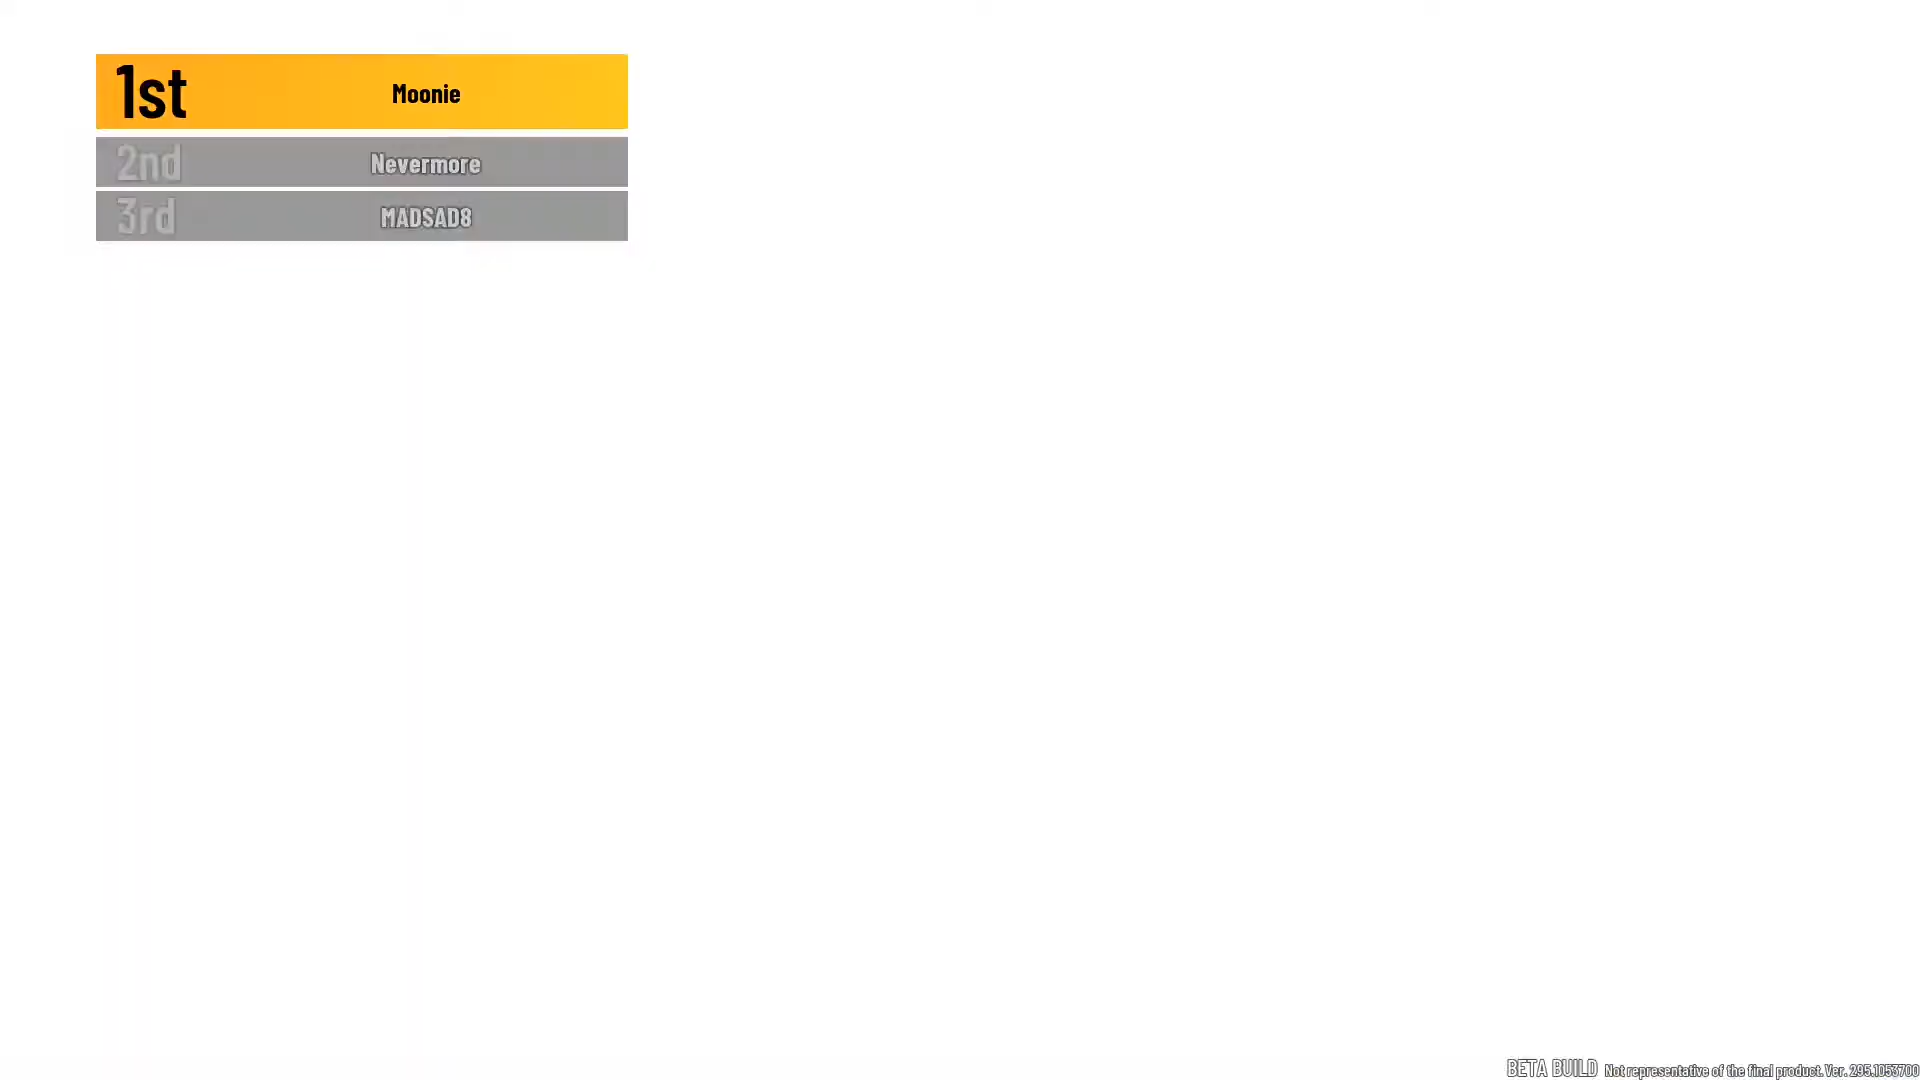 1st Moonie
2nd Nevermore
3rd MADSAD8
BETA BUILD Not representative of the final product. Ver. 295.1053700